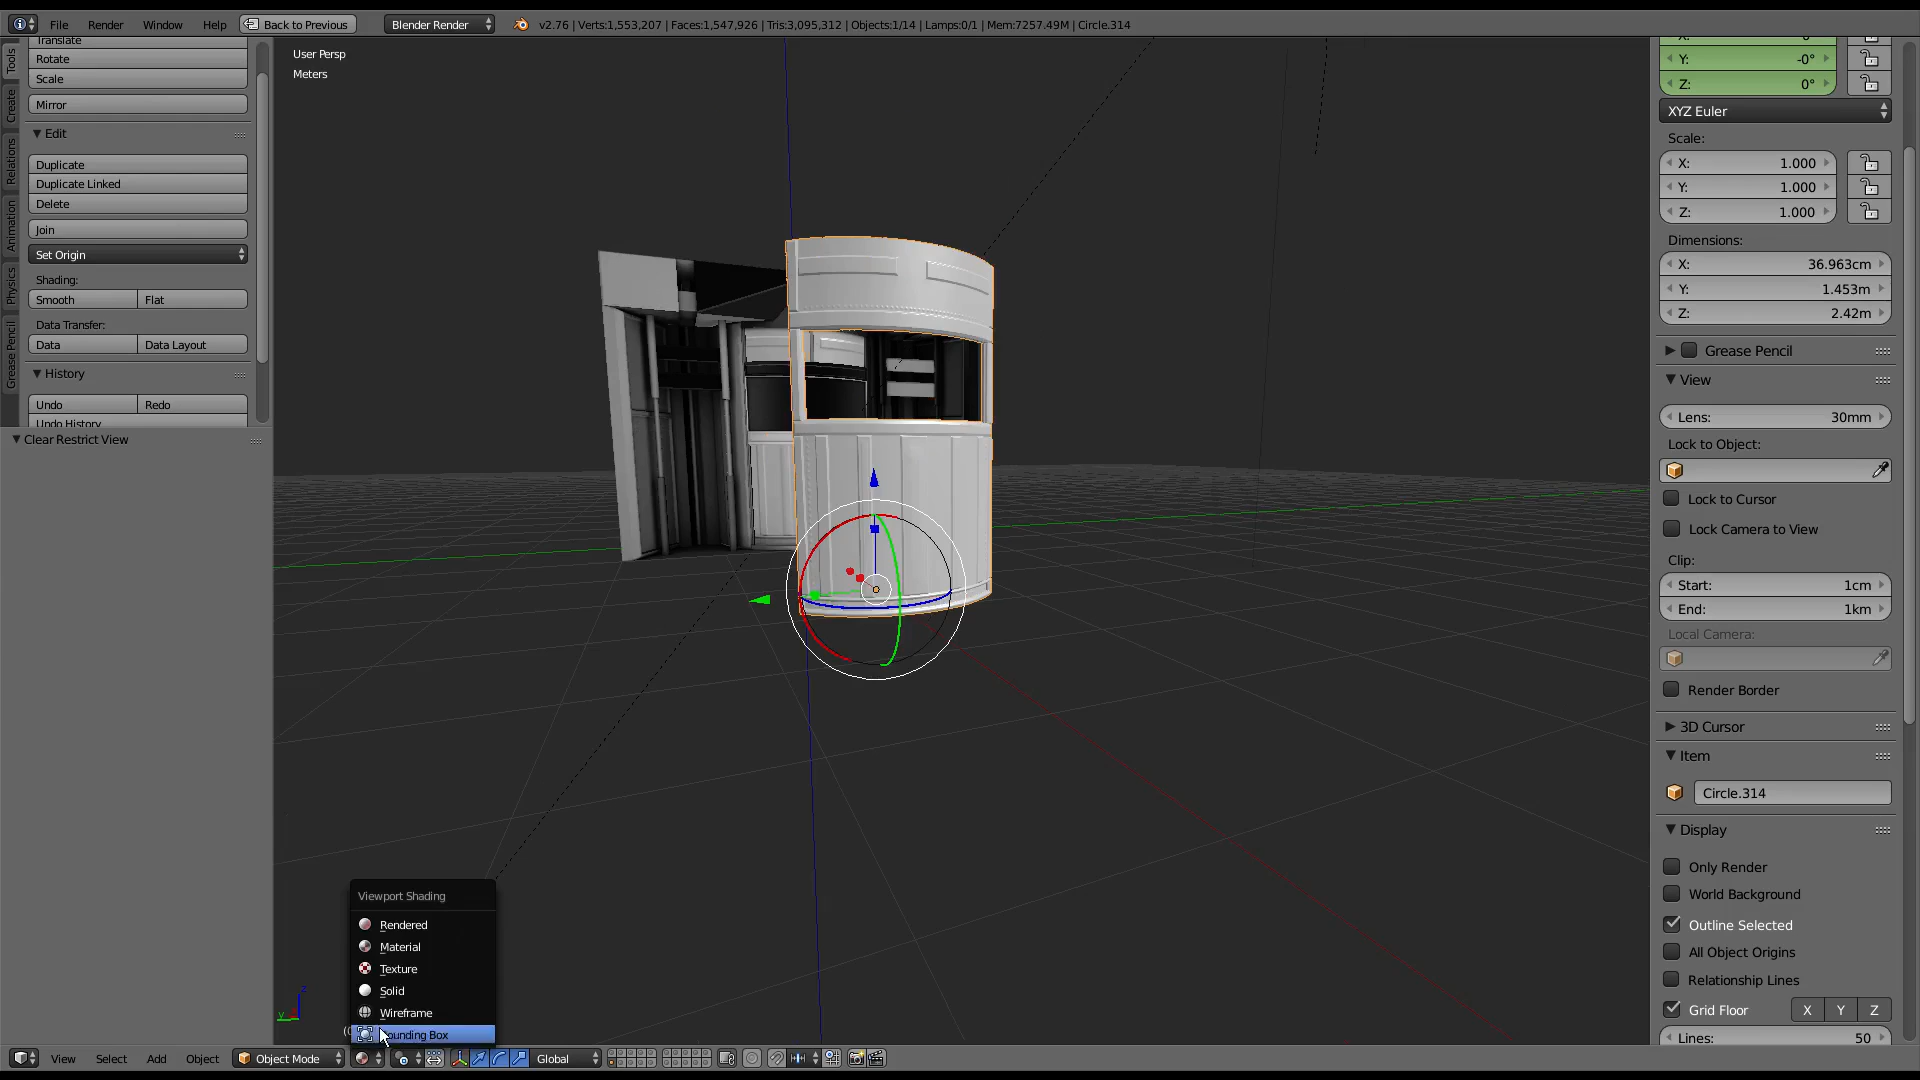 File Render Window Help Back to Previous Blender Render v2.76 | Verts:1,553,207 | Faces:1,547,926 | Tris:3,095,312 | Objects:1/14 | Lamps:0/1 | Mem:7257.49M | Circle.314
Tools
Create
Relations
Animation
Physics
Grease Pencil
Translate
Rotate
Scale
Mirror
Edit
Duplicate
Duplicate Linked
Delete
Join
Set Origin
Shading:
Smooth Flat
Data Transfer:
Data Data Layout
History
Undo Redo
Undo History
Clear Restrict View
User Persp
Meters
Viewport Shading
Rendered
Material
Texture
Solid
Wireframe
ounding Box
View Select Add Object Object Mode Global
Y: -0°
Z: 0°
XYZ Euler
Scale:
X: 1.000
Y: 1.000
Z: 1.000
Dimensions:
X: 36.963cm
Y: 1.453m
Z: 2.42m
Grease Pencil
View
Lens: 30mm
Lock to Object:
Lock to Cursor
Lock Camera to View
Clip:
Start: 1cm
End: 1km
Local Camera:
Render Border
3D Cursor
Item
Circle.314
Display
Only Render
World Background
Outline Selected
All Object Origins
Relationship Lines
Grid Floor X Y Z
Lines: 50